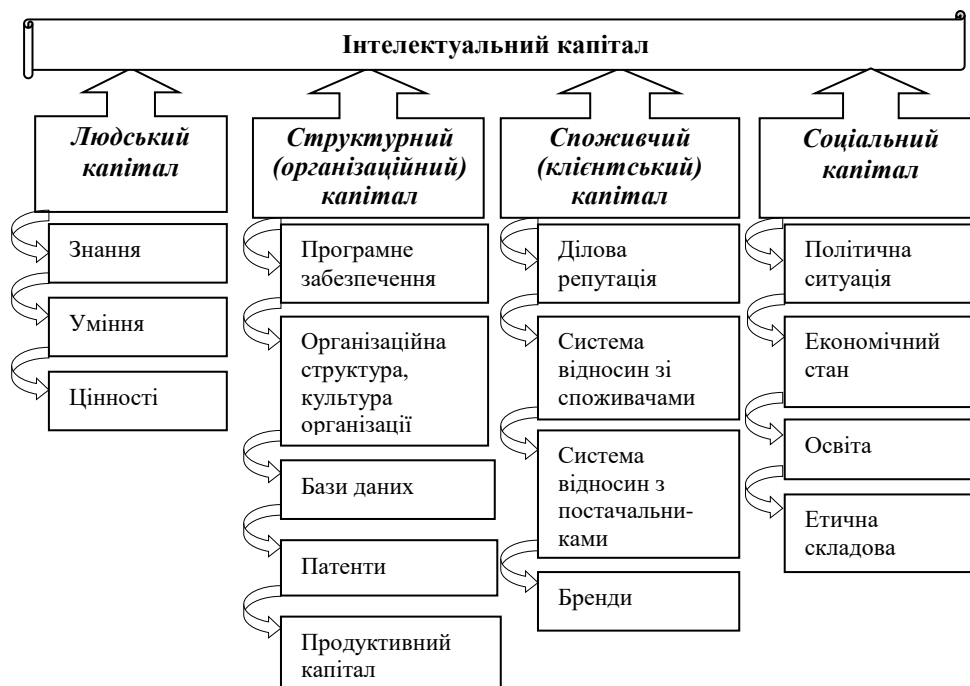 Інтелектуальний капітал
Людський
капітал
Знання
Уміння
Цінності
Структурний
(організаційний)
капітал
Програмне
забезпечення
Організаційна
структура,
культура
організації
Бази даних
Патенти
Продуктивний
капітал
Споживчий
(клієнтський)
капітал
Ділова
репутація
Система
відносин зі
споживачами
Система
відносин з
постачальни-
ками
Бренди
Соціальний
капітал
Політична
ситуація
Економічний
стан
Освіта
Етична
складова